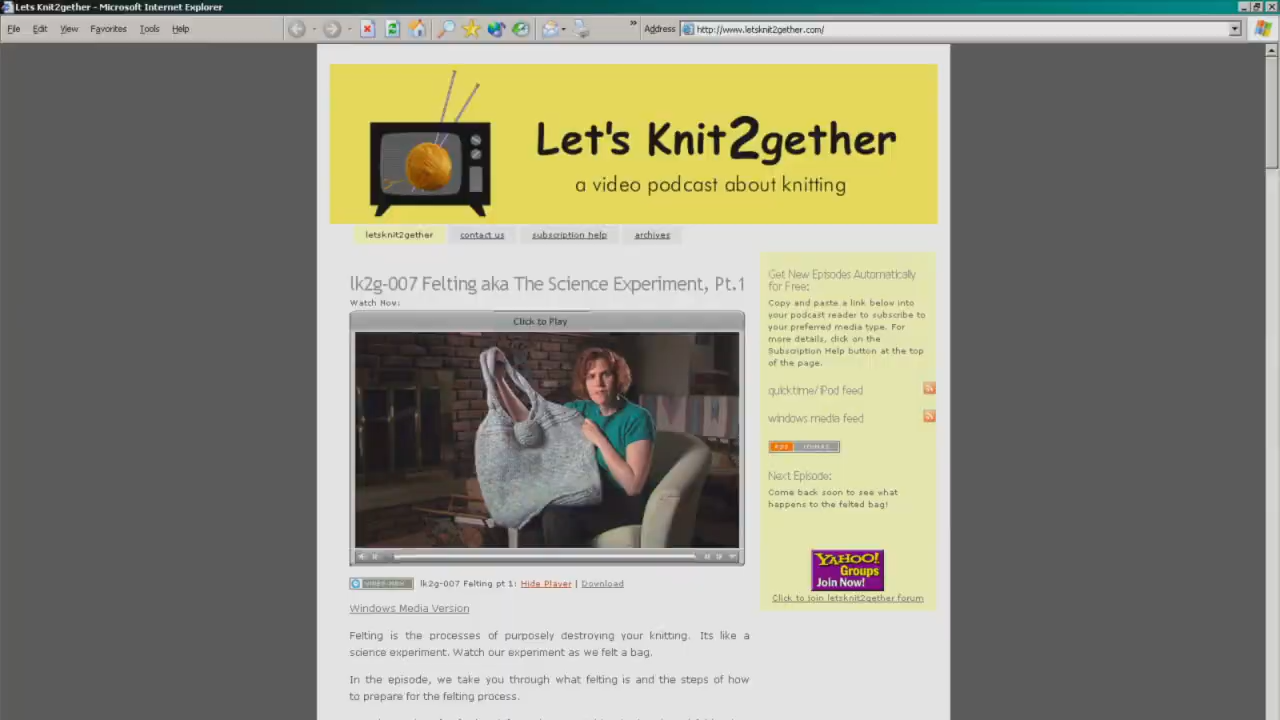 Lets Knit2gether - Microsoft Internet Explorer
File Edit View Favorites Tools Help
Address http://www.letsknit2gether.com/
Let's Knit2gether
a video podcast about knitting
letsknit2gether contact us subscription help archives
lk2g-007 Felting aka The Science Experiment, Pt.1
Watch Now:
Click to Play
lk2g-007 Felting pt 1: Hide Player | Download
Windows Media Version
Felting is the processes of purposely destroying your knitting. Its like a
science experiment. Watch our experiment as we felt a bag.
In the episode, we take you through what felting is and the steps of how
to prepare for the felting process.
Get New Episodes Automatically
for Free:
Copy and paste a link below into
your podcast reader to subscribe to
your preferred media type. For
more details, click on the
Subscription Help button at the top
of the page.
quicktime/iPod feed
windows media feed
Next Episode:
Come back soon to see what
happens to the felted bag!
YAHOO!
Groups
Join Now!
Click to join letsknit2gether forum